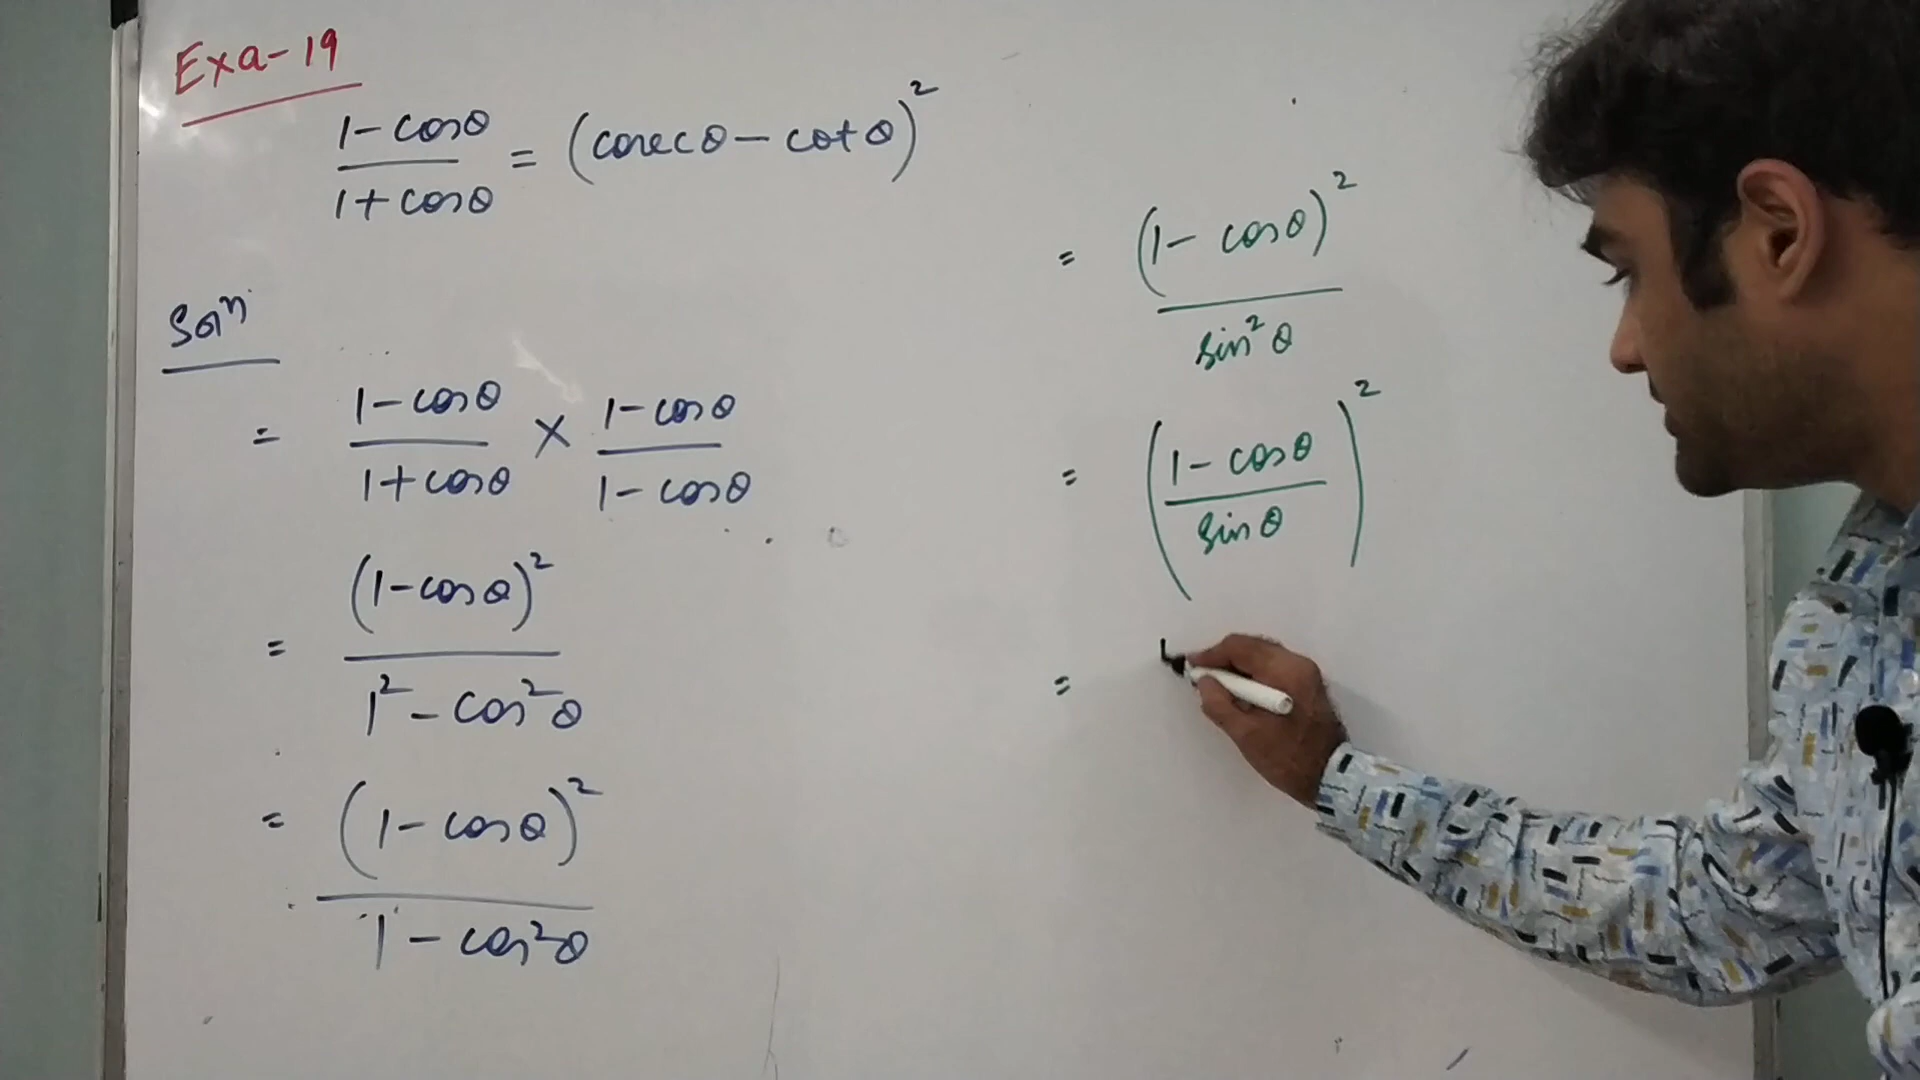 Exa-19
1-cosθ / 1+cosθ = (cosecθ - cotθ)²
Solⁿ
= 1-cosθ / 1+cosθ × 1-cosθ / 1-cosθ
= (1-cosθ)² / 1² - cos²θ
= (1-cosθ)² / 1 - cos²θ
= (1- cosθ)² / sin²θ
= (1- cosθ / sinθ)²
=